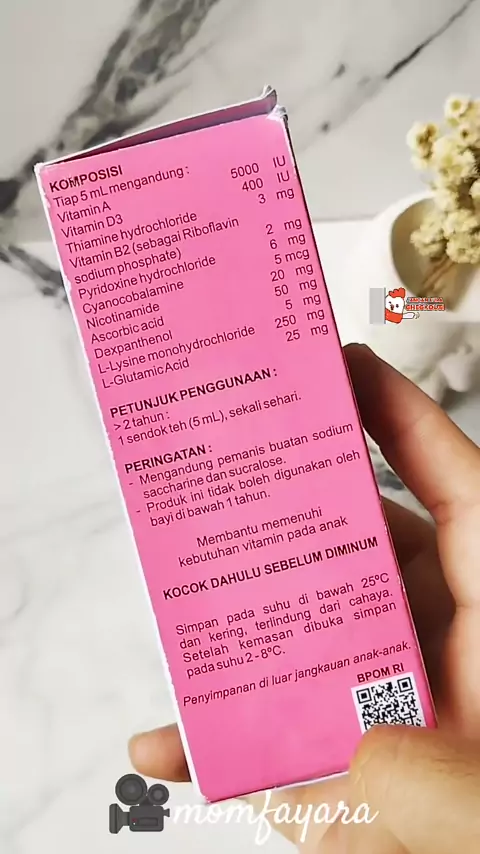 KOMPOSISI
Tiap 5 mL mengandung :
Vitamin A 5000 IU
Vitamin D3 400 IU
Thiamine hydrochloride 3 mg
Vitamin B2 (sebagai Riboflavin
sodium phosphate) 2 mg
Pyridoxine hydrochloride 6 mg
Cyanocobalamine 5 mcg
Nicotinamide 20 mg
Ascorbic acid 50 mg
Dexpanthenol 5 mg
L-Lysine monohydrochloride 250 mg
L-Glutamic Acid 25 mg
PETUNJUK PENGGUNAAN :
> 2 tahun :
1 sendok teh (5 mL), sekali sehari.
PERINGATAN :
- Mengandung pemanis buatan sodium
saccharine dan sucralose.
- Produk ini tidak boleh digunakan oleh
bayi di bawah 1 tahun.
Membantu memenuhi
kebutuhan vitamin pada anak
KOCOK DAHULU SEBELUM DIMINUM
Simpan pada suhu di bawah 25ºC
dan kering, terlindung dari cahaya.
Setelah kemasan dibuka simpan
pada suhu 2 - 8ºC.
Penyimpanan di luar jangkauan anak-anak.
BPOM RI
momfayara